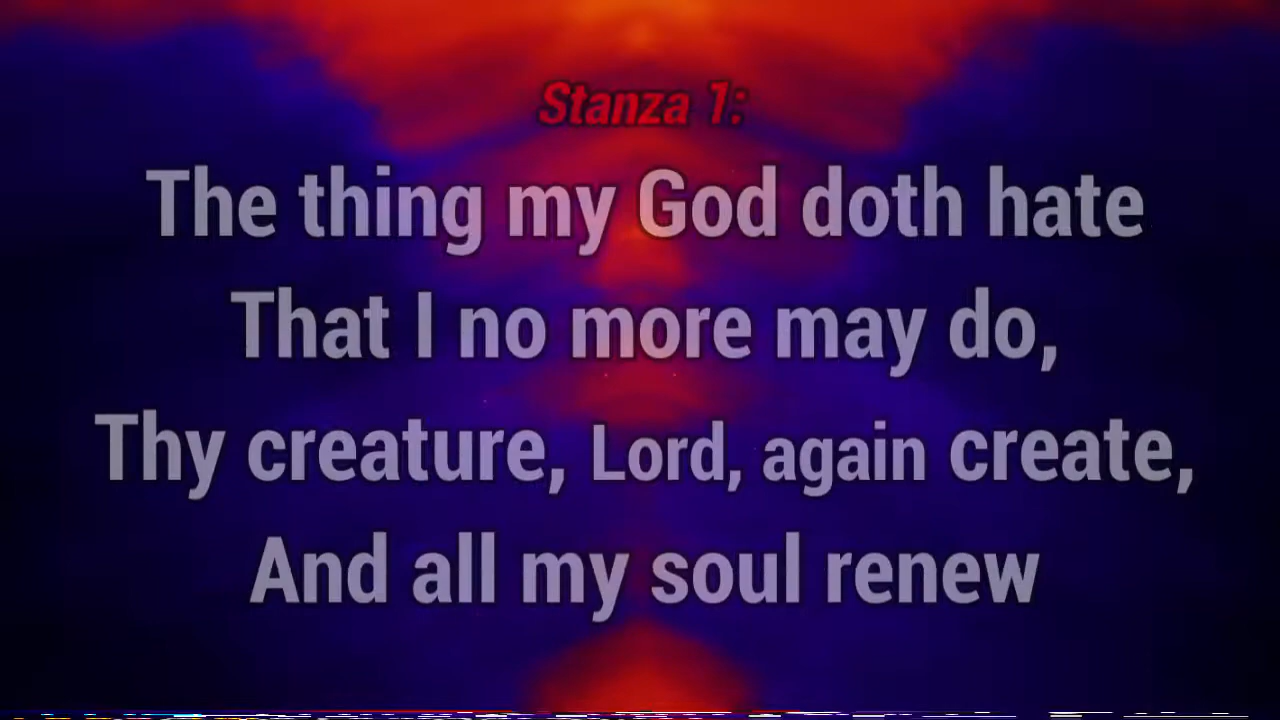 Stanza 1:
The thing my God doth hate
That I no more may do,
Thy creature, Lord, again create,
And all my soul renew